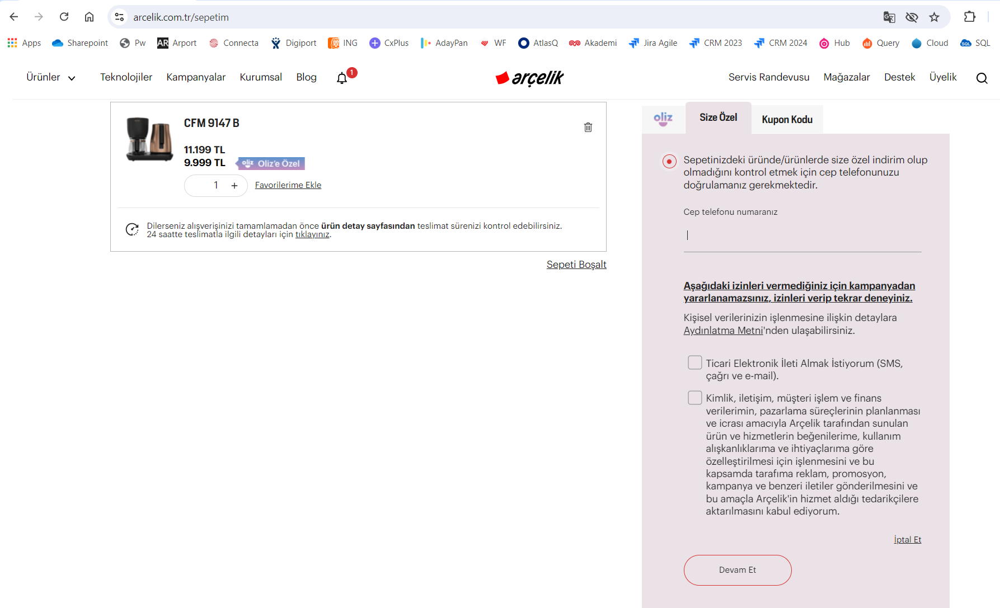 arcelik.com.tr/sepetim
Apps Sharepoint Pw AR Arport Connecta Digiport ING CxPlus AdayPan WF AtlasQ Akademi Jira Agile CRM 2023 CRM 2024 Hub Query Cloud SQL SQL
Ürünler Teknolojiler Kampanyalar Kurumsal Blog 1 arçelik Servis Randevusu Mağazalar Destek Üyelik
CFM 9147 B
11.199 TL
9.999 TL oliz Oliz'e Özel
1 + Favorilerime Ekle
Dilerseniz alışverişinizi tamamlamadan önce ürün detay sayfasından teslimat sürenizi kontrol edebilirsiniz.
24 saatte teslimatla ilgili detayları için tıklayınız.
Sepeti Boşalt
oliz Size Özel Kupon Kodu
Sepetinizdeki üründe/ürünlerde size özel indirim olup
olmadığını kontrol etmek için cep telefonunuzu
doğrulamanız gerekmektedir.
Cep telefonu numaranız
Aşağıdaki izinleri vermediğiniz için kampanyadan
yararlanamazsınız, izinleri verip tekrar deneyiniz.
Kişisel verilerinizin işlenmesine ilişkin detaylara
Aydınlatma Metni'nden ulaşabilirsiniz.
Ticari Elektronik İleti Almak İstiyorum (SMS,
çağrı ve e-mail).
Kimlik, iletişim, müşteri işlem ve finans
verilerimin, pazarlama süreçlerinin planlanması
ve icrası amacıyla Arçelik tarafından sunulan
ürün ve hizmetlerin beğenilerime, kullanım
alışkanlıklarıma ve ihtiyaçlarıma göre
özelleştirilmesi için işlenmesini ve bu
kapsamda tarafıma reklam, promosyon,
kampanya ve benzeri iletiler gönderilmesini ve
bu amaçla Arçelik'in hizmet aldığı tedarikçilere
aktarılmasını kabul ediyorum.
İptal Et
Devam Et